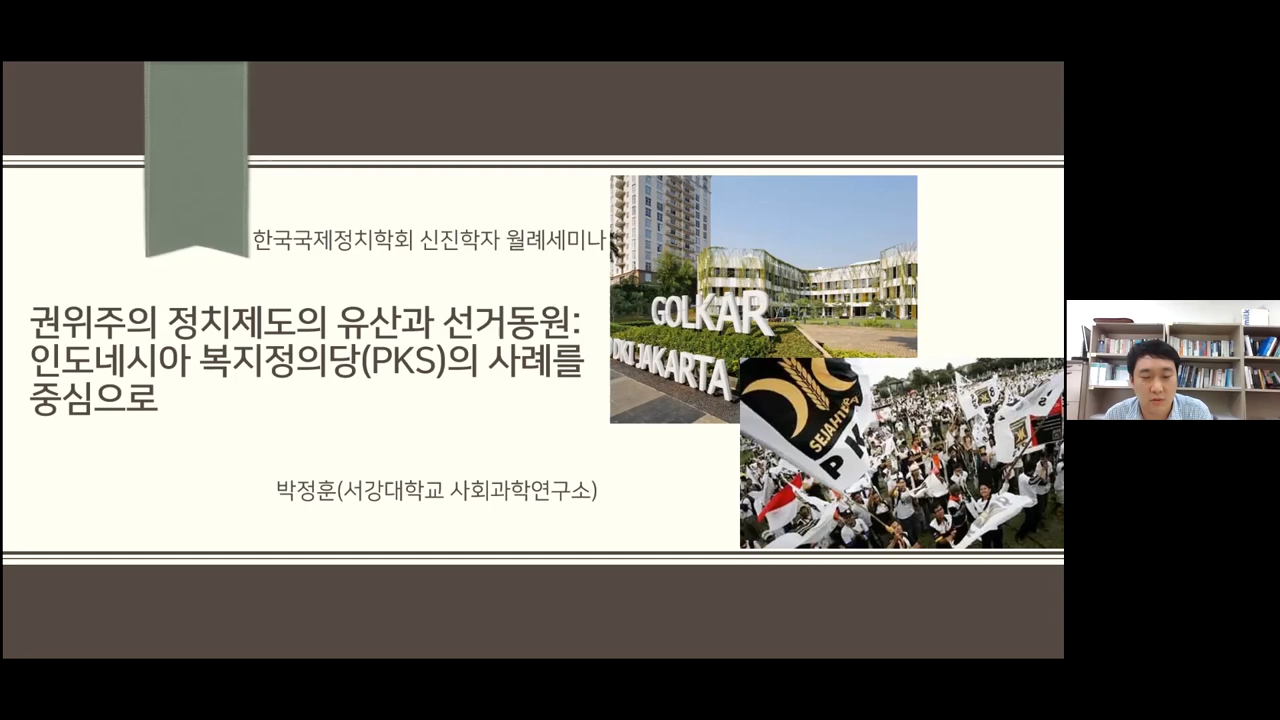 한국국제정치학회 신진학자 월례세미나
권위주의 정치제도의 유산과 선거동원:
인도네시아 복지정의당(PKS)의 사례를
중심으로
박정훈(서강대학교 사회과학연구소)
GOLKAR
DKI JAKARTA
PK
milk